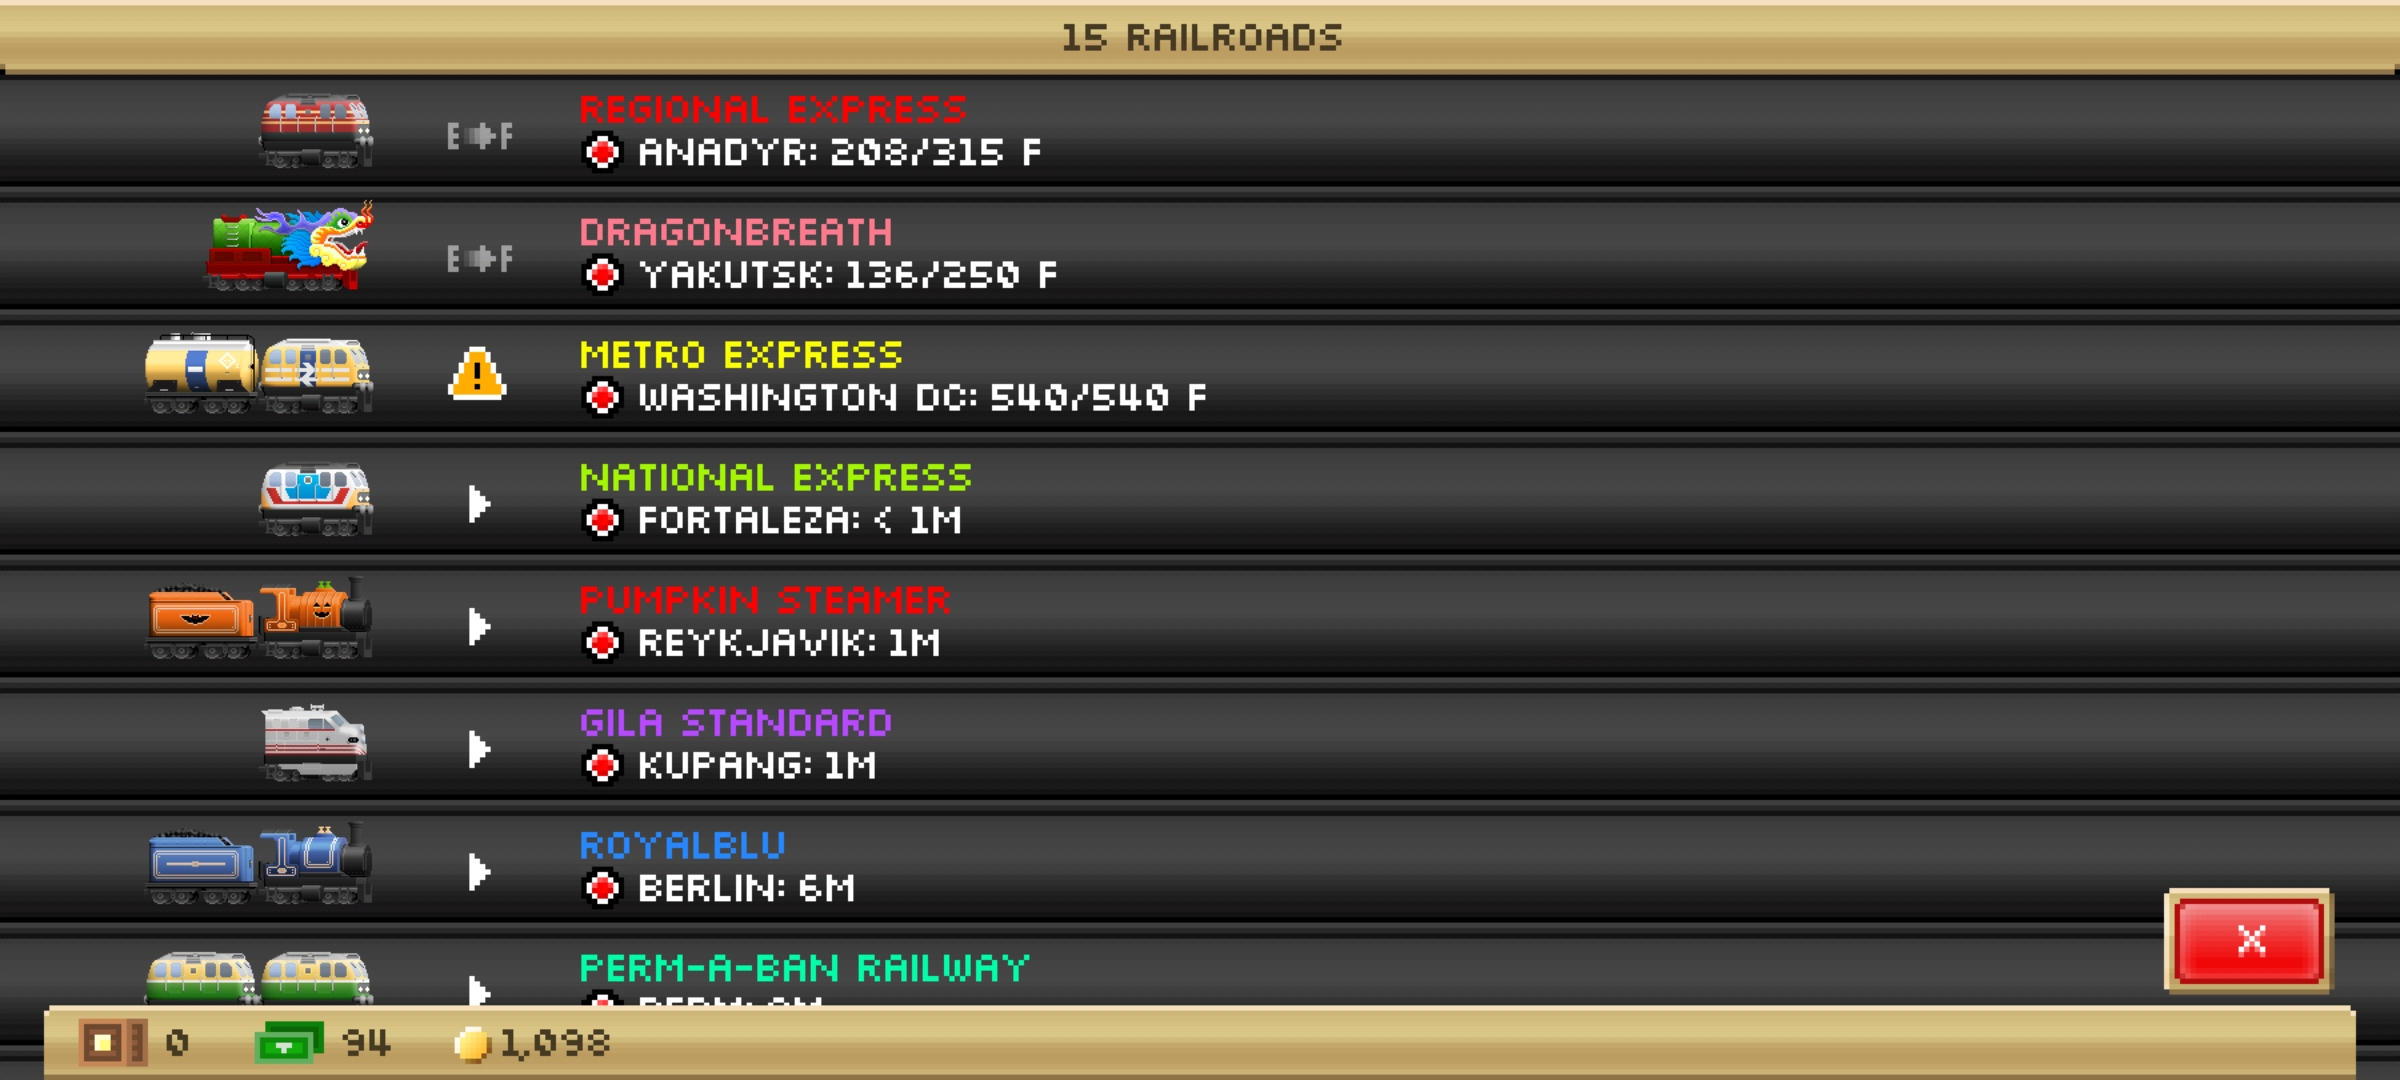 15 RAILROADS
E F
REGIONAL EXPRESS
ANADYR: 208/315 F
E F
DRAGONBREATH
YAKUTSK: 136/250 F
!
METRO EXPRESS
WASHINGTON DC: 540/540 F
NATIONAL EXPRESS
FORTALEZA: < 1M
PUMPKIN STEAMER
REYKJAVIK: 1M
GILA STANDARD
KUPANG: 1M
ROYALBLU
BERLIN: 6M
X
PERM-A-BAN RAILWAY
0 94 1,098